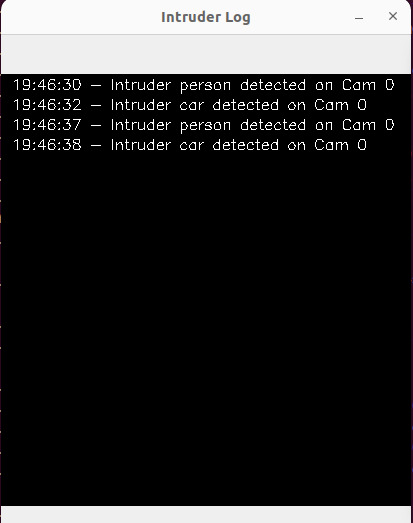 Intruder Log
19:46:30 - Intruder person detected on Cam 0
19:46:32 - Intruder car detected on Cam 0
19:46:37 - Intruder person detected on Cam 0
19:46:38 - Intruder car detected on Cam 0